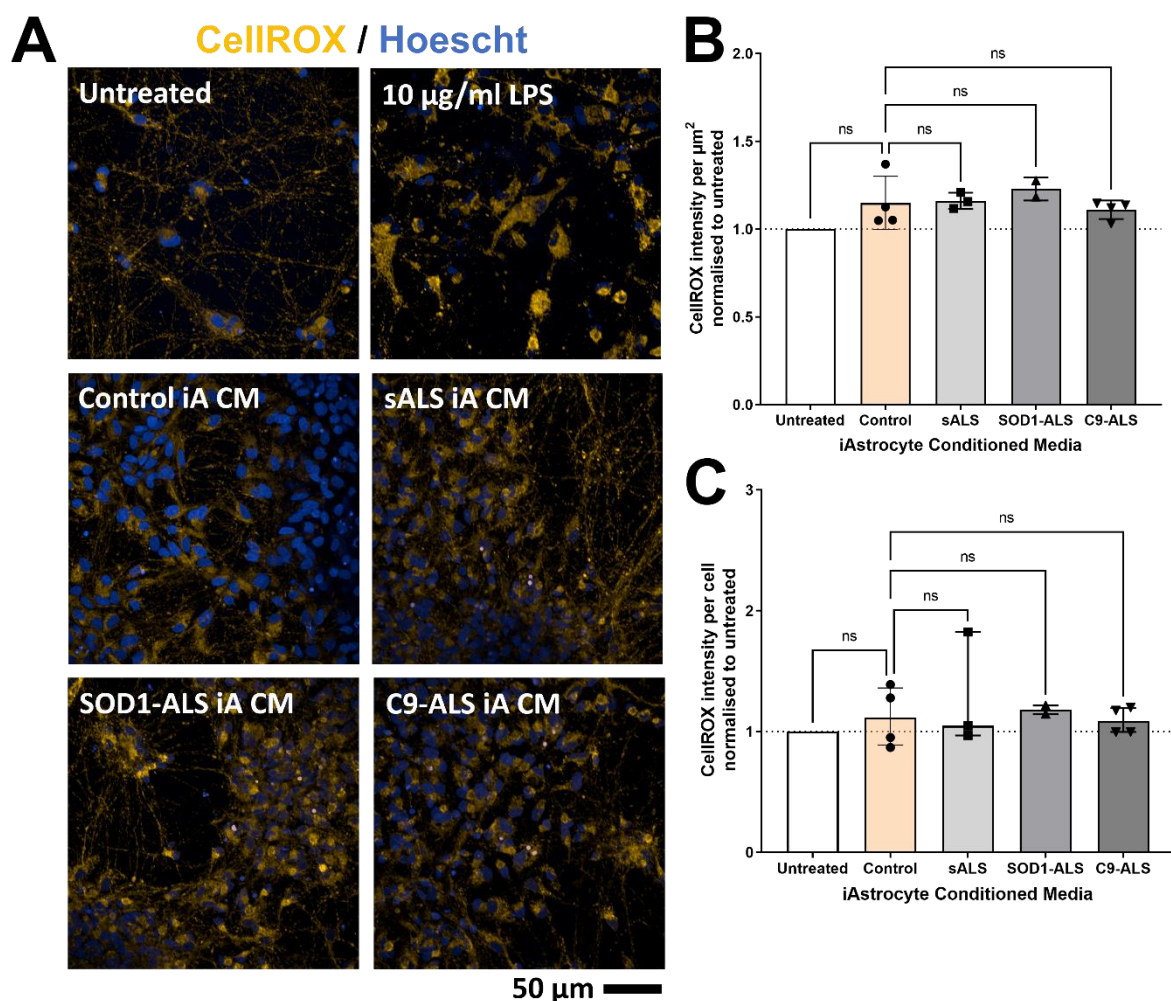 A
CellROX / Hoescht
Untreated
10 µg/ml LPS
Control iA CM
sALS iA CM
SOD1-ALS iA CM
C9-ALS iA CM
50 µm
B
CellROX intensity per µm²
normalised to untreated
2.0
1.5
1.0
0.5
0.0
ns
ns
ns
ns
Untreated Control sALS SOD1-ALS C9-ALS
iAstrocyte Conditioned Media
C
CellROX intensity per cell
normalised to untreated
3
2
1
0
ns
ns
ns
ns
Untreated Control sALS SOD1-ALS C9-ALS
iAstrocyte Conditioned Media